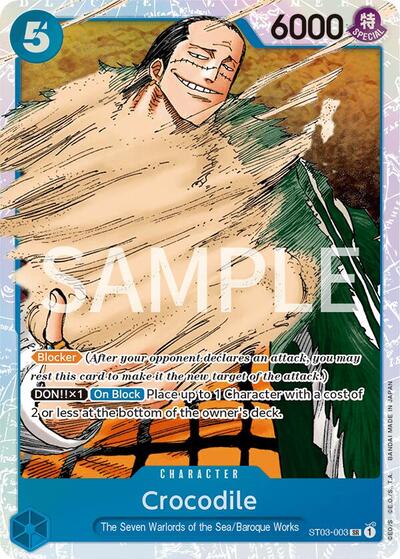 5
6000
特
SPECIAL
SAMPLE
Blocker (After your opponent declares an attack, you may
rest this card to make it the new target of the attack.)
DON!!×1 On Block Place up to 1 Character with a cost of
2 or less at the bottom of the owner's deck.
CHARACTER
Crocodile
The Seven Warlords of the Sea/Baroque Works
ST03-003 SR 1
©E.O/S. ©E.O./S., T.A. BANDAI MADE IN JAPAN